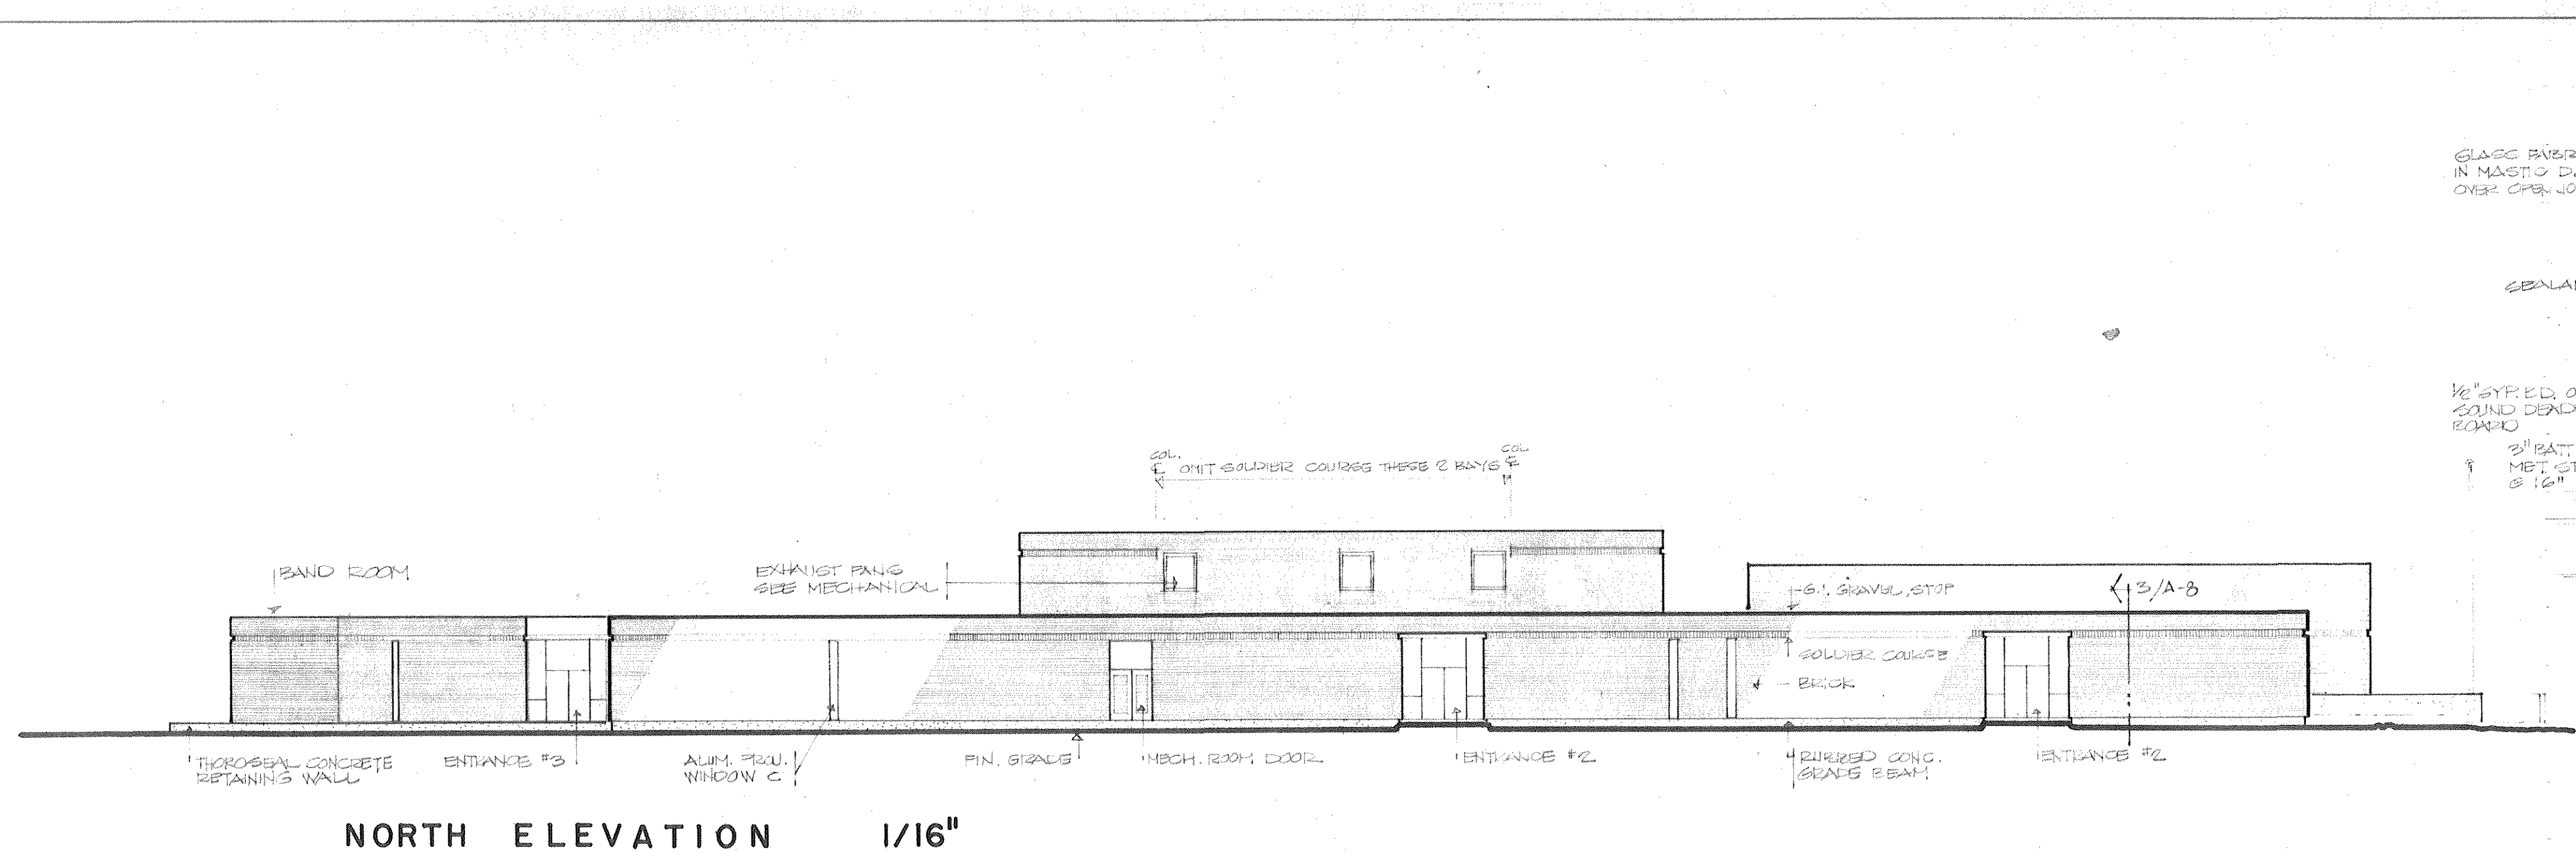 GLASS FABR
IN MASTIC
OVER OPEN JO
SEALA
1/2" GYP. BD. O
SOUND DEAD
BOARD
3" BATT
MET. ST
@ 16"
COL.
COL
℄ OMIT SOLDIER COURSE THESE 2 BAYS ℄
BAND ROOM
EXHAUST FANS
SEE MECHANICAL
G.I. GRAVEL STOP
3/A-8
SOLDIER COURSE
BRICK
THOROSEAL CONCRETE
RETAINING WALL
ENTRANCE #3
ALUM. PROJ.
WINDOW C
FIN. GRADE
MECH. ROOM DOOR
ENTRANCE #2
RUBBED CONC.
GRADE BEAM
ENTRANCE #2
NORTH ELEVATION 1/16"